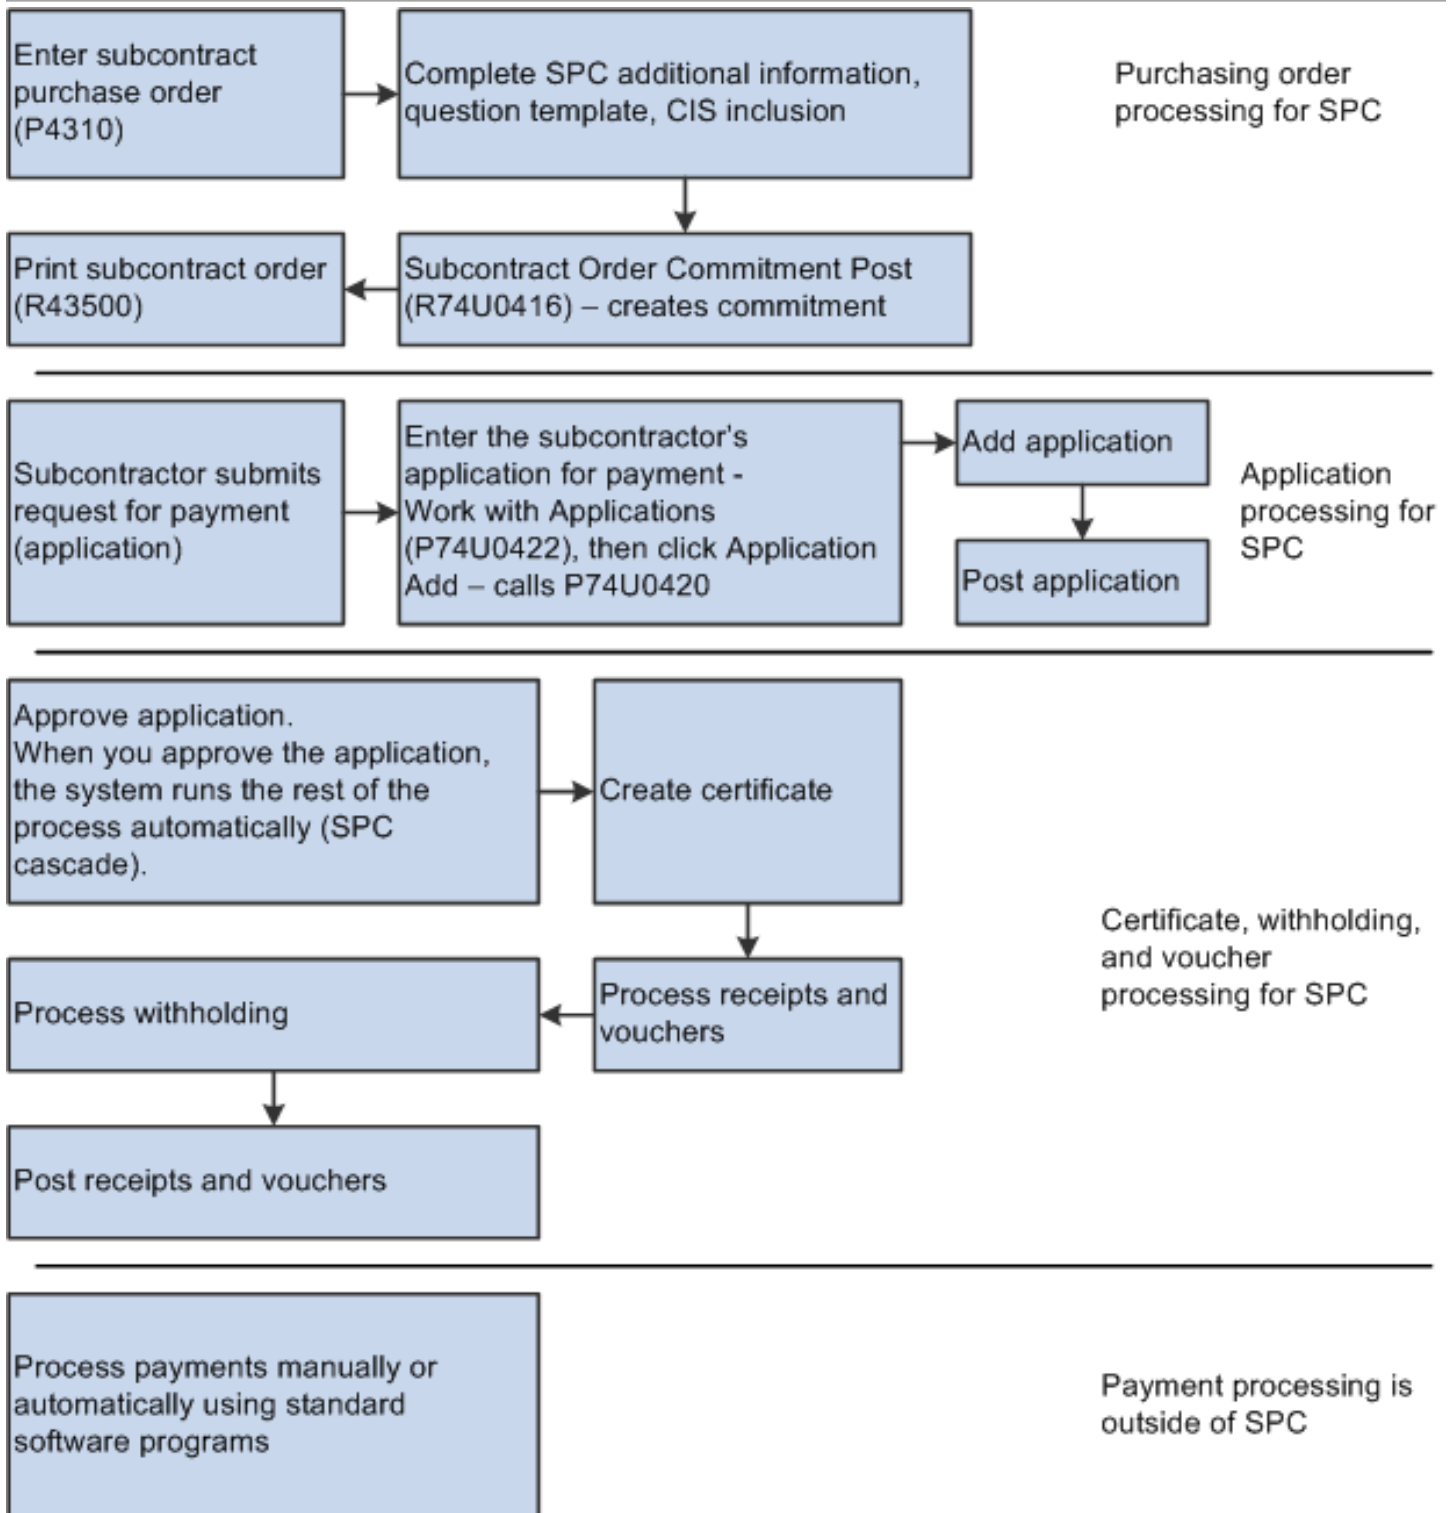 Enter subcontract
purchase order
(P4310)
Complete SPC additional information,
question template, CIS inclusion
Purchasing order
processing for SPC
Print subcontract order
(R43500)
Subcontract Order Commitment Post
(R74U0416) – creates commitment
Subcontractor submits
request for payment
(application)
Enter the subcontractor's
application for payment -
Work with Applications
(P74U0422), then click Application
Add – calls P74U0420
Add application
Post application
Application
processing for
SPC
Approve application.
When you approve the application,
the system runs the rest of the
process automatically (SPC
cascade).
Create certificate
Process withholding
Process receipts and
vouchers
Certificate, withholding,
and voucher
processing for SPC
Post receipts and vouchers
Process payments manually or
automatically using standard
software programs
Payment processing is
outside of SPC